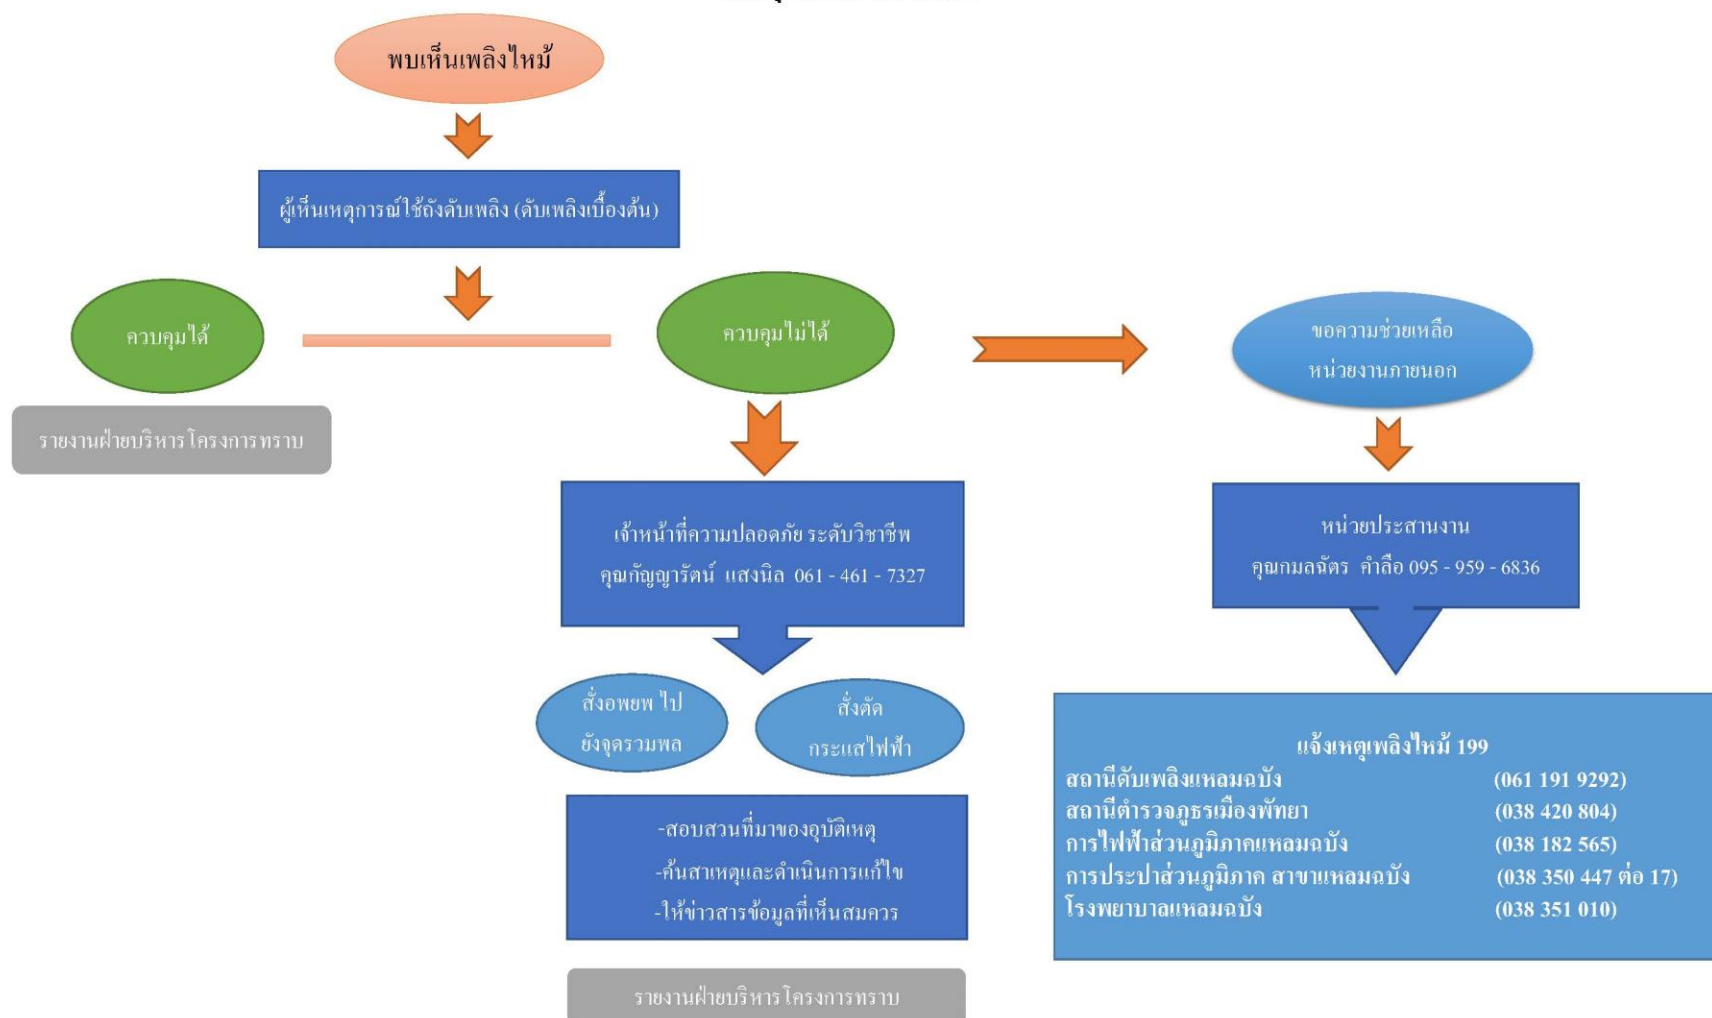 พบเห็นเพลิงไหม้
ผู้เห็นเหตุการณ์ใช้ถังดับเพลิง (ดับเพลิงเบื้องต้น)
ควบคุมได้
ควบคุมไม่ได้
ขอความช่วยเหลือ
หน่วยงานภายนอก
รายงานฝ่ายบริหารโครงการทราบ
เจ้าหน้าที่ความปลอดภัย ระดับวิชาชีพ
คุณกัญญารัตน์ แสงนิล 061 - 461 - 7327
หน่วยประสานงาน
คุณกมลฉัตร คำลือ 095 - 959 - 6836
สั่งอพยพ ไป
ยังจุดรวมพล
สั่งตัด
กระแสไฟฟ้า
-สอบสวนที่มาของอุบัติเหตุ
-ค้นสาเหตุและดำเนินการแก้ไข
-ให้ข่าวสารข้อมูลที่เห็นสมควร
รายงานฝ่ายบริหารโครงการทราบ
แจ้งเหตุเพลิงไหม้ 199
สถานีดับเพลิงแหลมฉบัง (061 191 9292)
สถานีตำรวจภูธรเมืองพัทยา (038 420 804)
การไฟฟ้าส่วนภูมิภาคแหลมฉบัง (038 182 565)
การประปาส่วนภูมิภาค สาขาแหลมฉบัง (038 350 447 ต่อ 17)
โรงพยาบาลแหลมฉบัง (038 351 010)